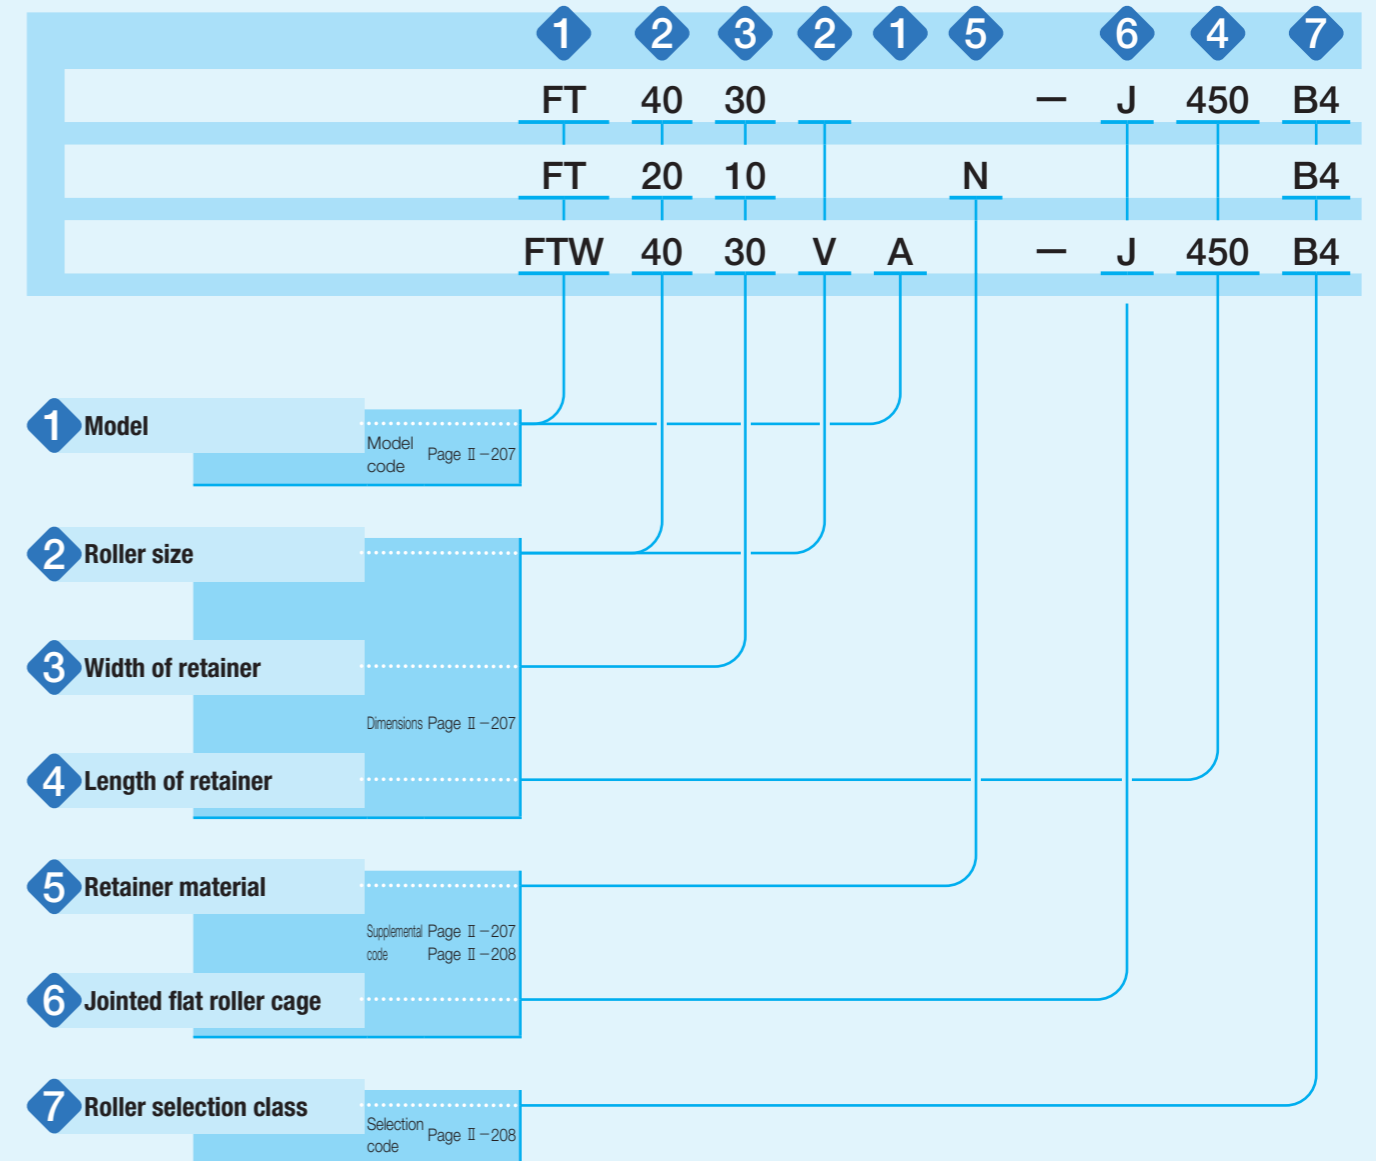 1 2 3 2 1 5 6 4 7
FT 40 30 — J 450 B4
FT 20 10 N B4
FTW 40 30 V A — J 450 B4
1 Model
Model code Page Ⅱ－207
2 Roller size
3 Width of retainer
Dimensions Page Ⅱ－207
4 Length of retainer
5 Retainer material
Supplemental Page Ⅱ－207
code Page Ⅱ－208
6 Jointed flat roller cage
7 Roller selection class
Selection code Page Ⅱ－208